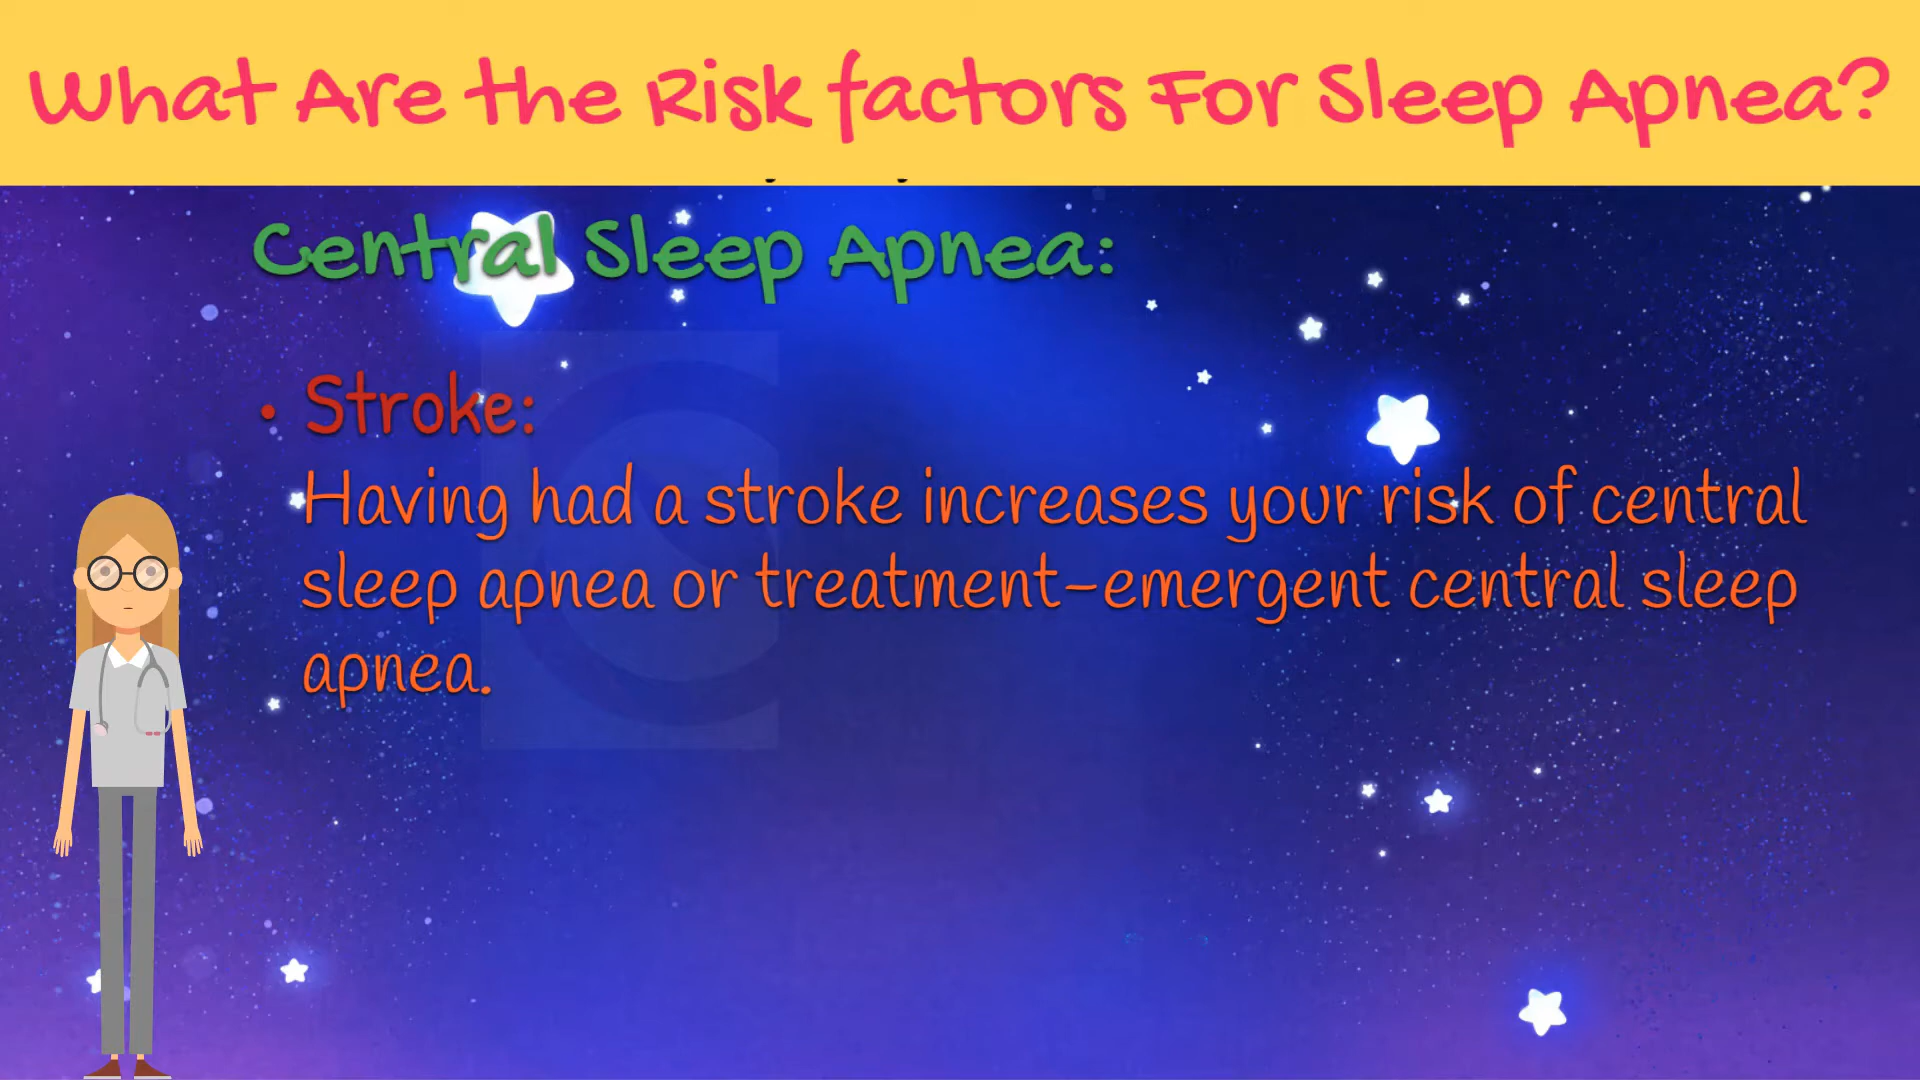 What Are the Risk factors For Sleep Apnea?
Central Sleep Apnea:
• Stroke:
Having had a stroke increases your risk of central
sleep apnea or treatment-emergent central sleep
apnea.